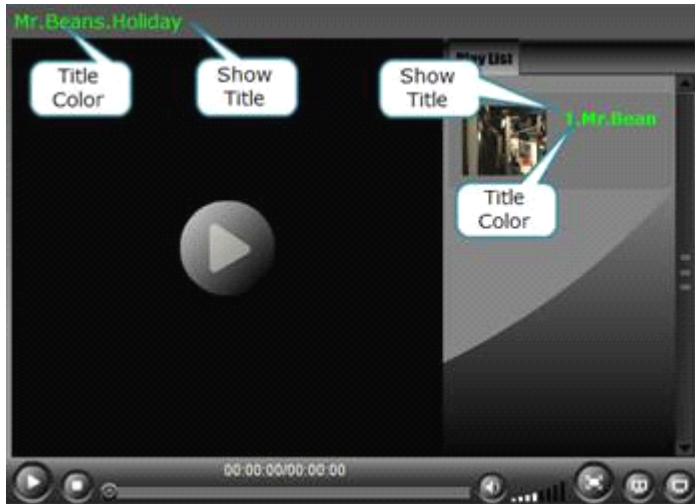 Mr.Beans.Holiday
Title
Color
Show
Title
Show
Title
Play List
1.Mr.Bean
Title
Color
00:00:00/00:00:00